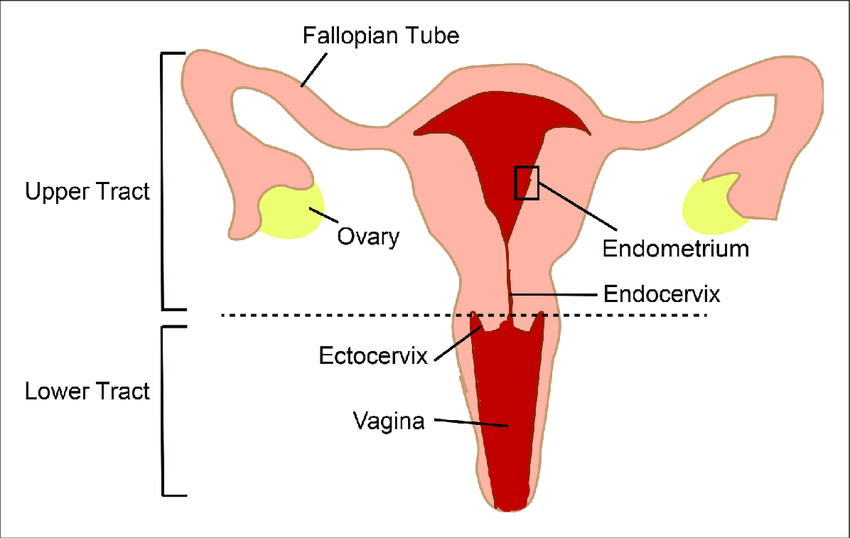 Fallopian Tube
Upper Tract
Ovary
Endometrium
Endocervix
Ectocervix
Lower Tract
Vagina